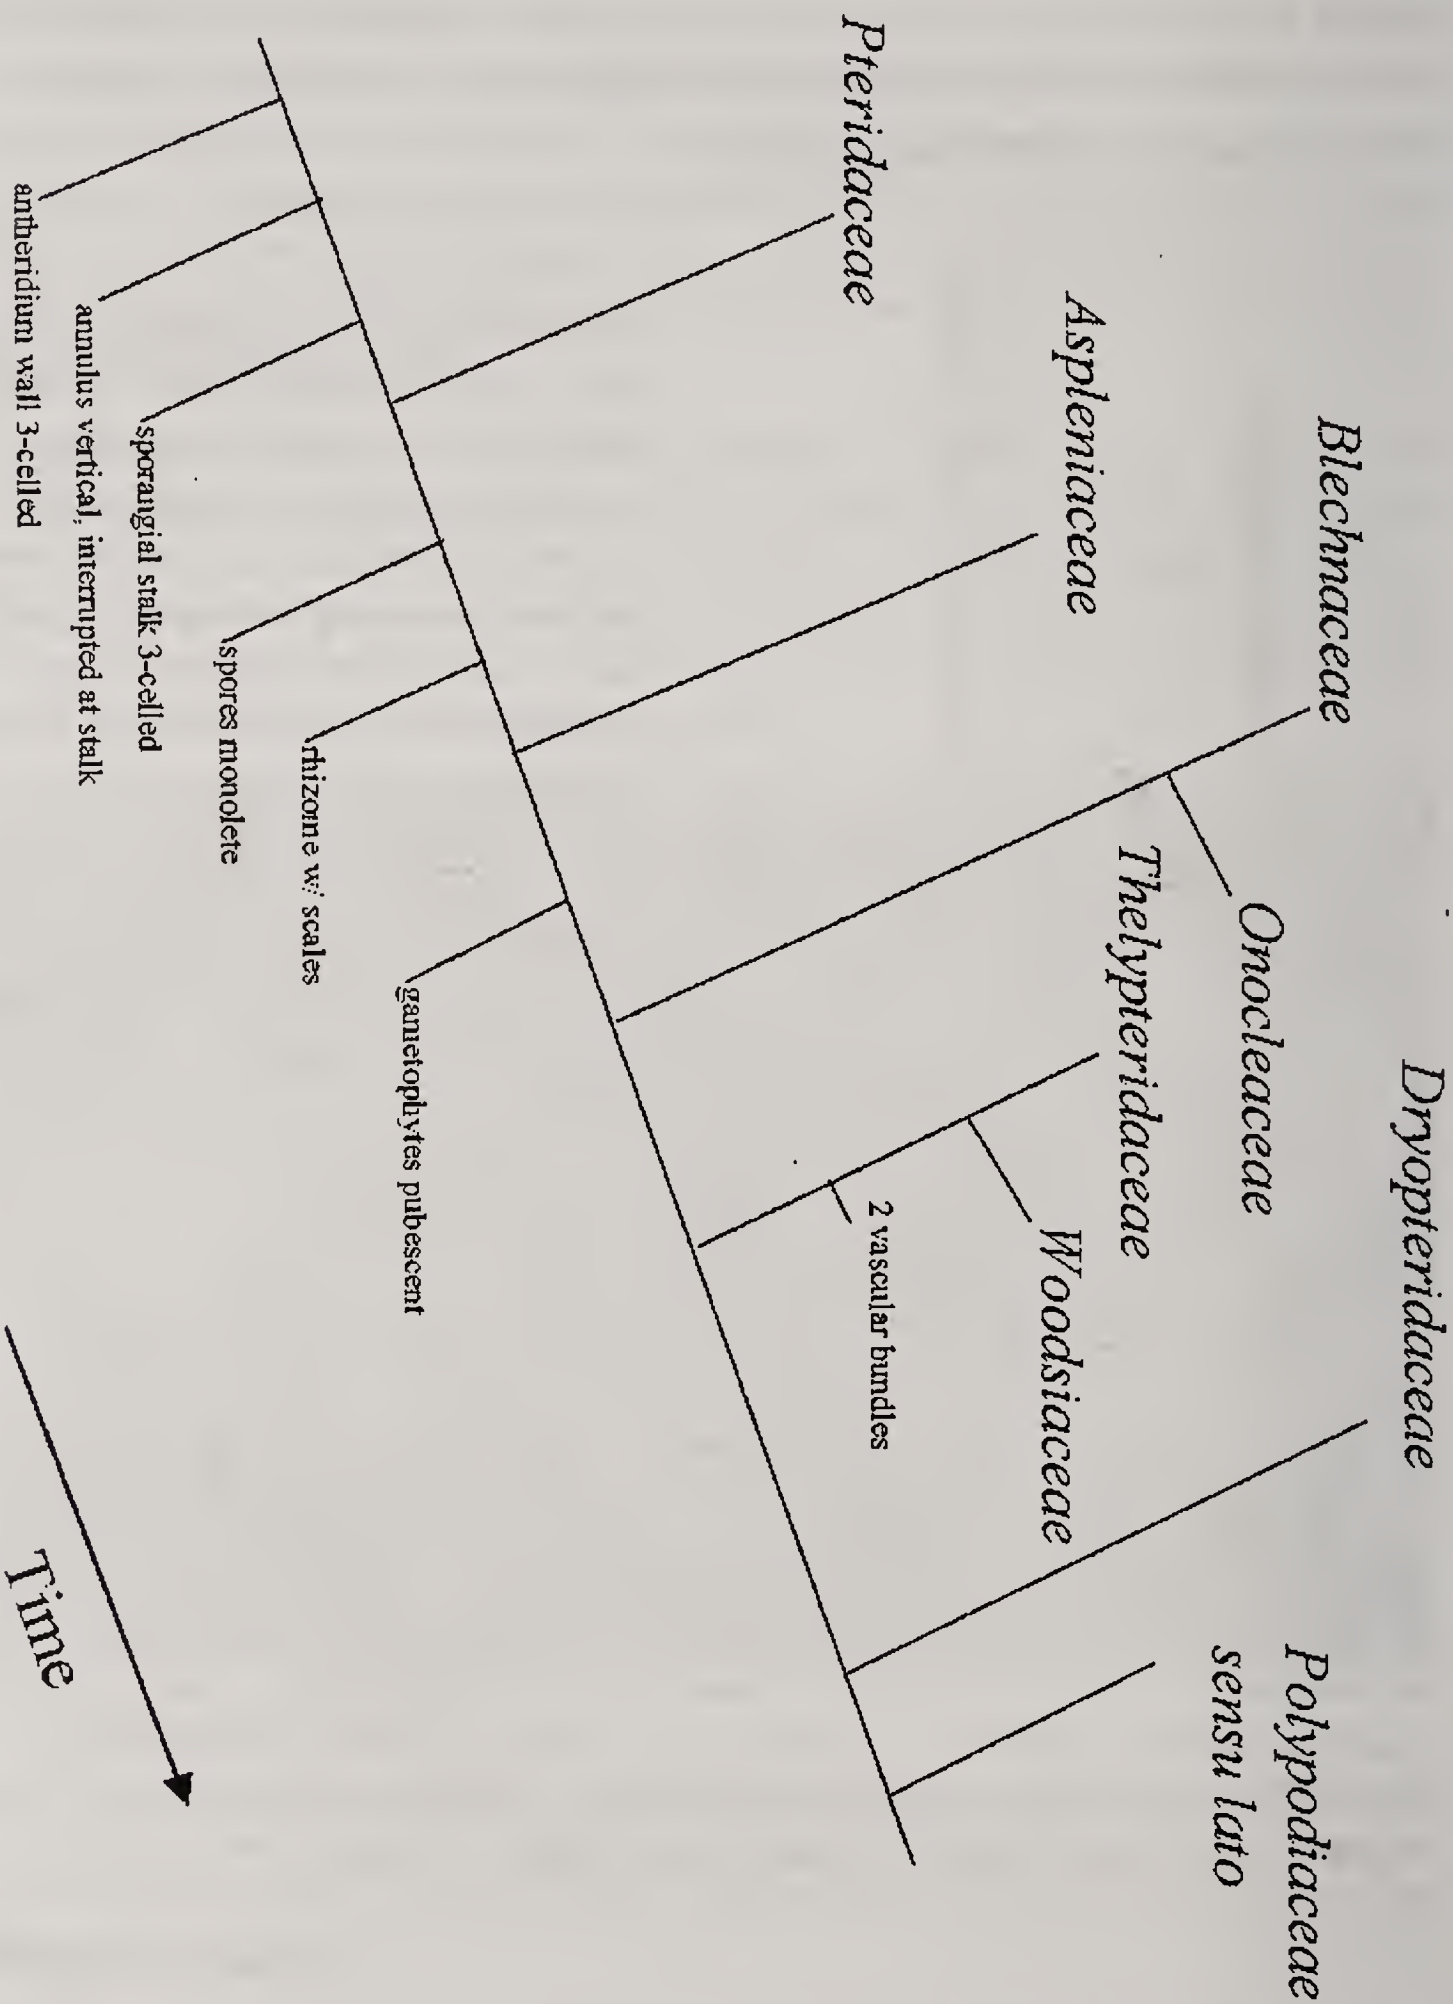 Pteridaceae
Aspleniaceae
Blechnaceae
Onocleaceae
Thelypteridaceae
Woodsiaceae
2 vascular bundles
Dryopteridaceae
Polypodiaceae
sensu lato
antheridium wall 3-celled
annulus vertical, interrupted at stalk
sporangial stalk 3-celled
spores monolete
rhizome w/ scales
gametophytes pubescent
Time